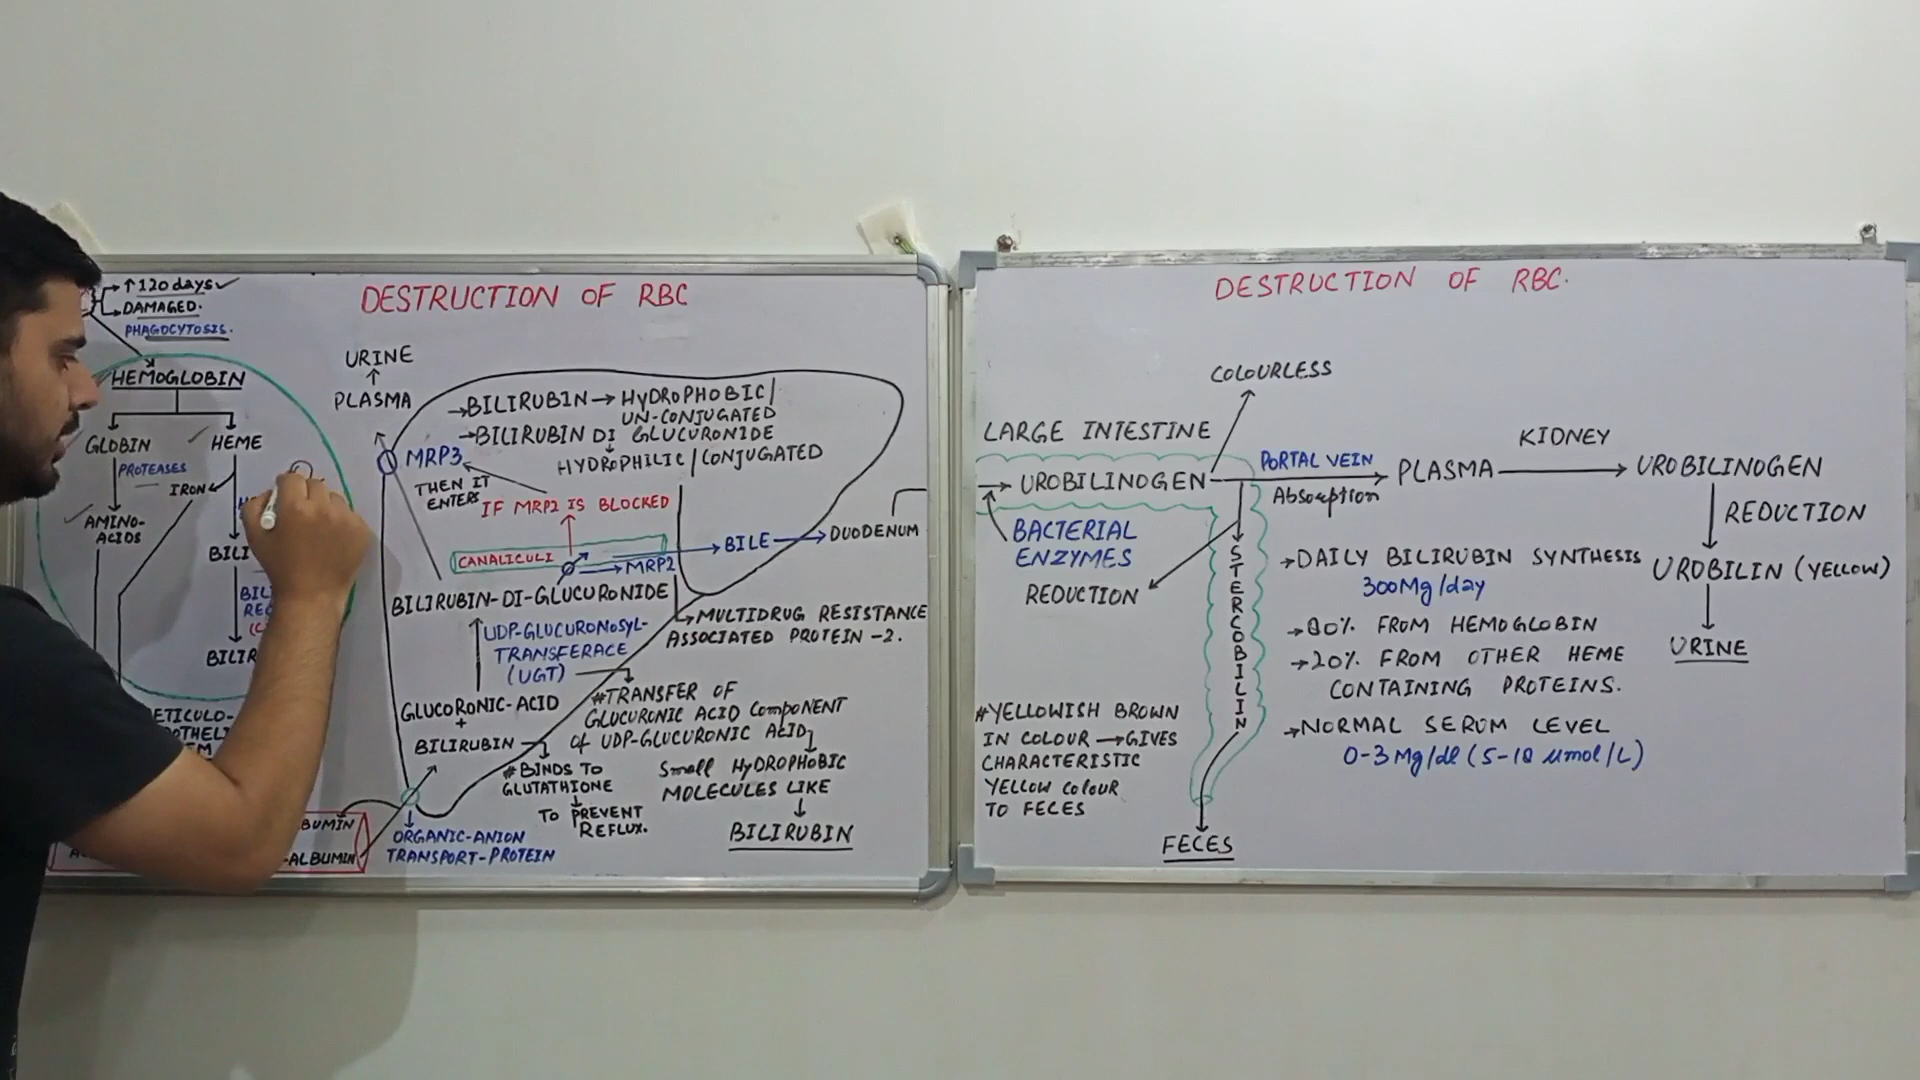 ↑120 days ✓
DAMAGED.
PHAGOCYTOSIS.
HEMOGLOBIN
GLOBIN
HEME
PROTEASES
IRON
AMINO-
ACIDS
DESTRUCTION OF RBC
URINE
PLASMA
→BILIRUBIN → HYDROPHOBIC/
UN-CONJUGATED
→BILIRUBIN DI GLUCURONIDE
HYDROPHILIC/CONJUGATED
MRP3
THEN IT
ENTERS
IF MRP2 IS BLOCKED
CANALICULI
MRP2
BILE
DUODENUM
BILIRUBIN-DI-GLUCURONIDE
MULTIDRUG RESISTANCE
ASSOCIATED PROTEIN-2.
UDP-GLUCURONOSYL-
TRANSFERACE
(UGT)
#TRANSFER OF
GLUCURONIC ACID COMPONENT
of UDP-GLUCURONIC ACID
Small HYDROPHOBIC
MOLECULES LIKE
BILIRUBIN
GLUCORONIC-ACID
+
BILIRUBIN
# BINDS TO
GLUTATHIONE
TO PREVENT
REFLUX.
ORGANIC-ANION
TRANSPORT-PROTEIN
-ALBUMIN
DESTRUCTION OF RBC.
COLOURLESS
LARGE INTESTINE
→ UROBILINOGEN
BACTERIAL
ENZYMES
REDUCTION
PORTAL VEIN
Absorption
PLASMA
KIDNEY
UROBILINOGEN
REDUCTION
UROBILIN (YELLOW)
URINE
STERCOBILIN
FECES
#YELLOWISH BROWN
IN COLOUR → GIVES
CHARACTERISTIC
YELLOW COLOUR
TO FECES
→DAILY BILIRUBIN SYNTHESIS
300Mg/day
→80% FROM HEMOGLOBIN
→20% FROM OTHER HEME
CONTAINING PROTEINS.
→NORMAL SERUM LEVEL
0-3 Mg/dl (5-18 µmol/L)